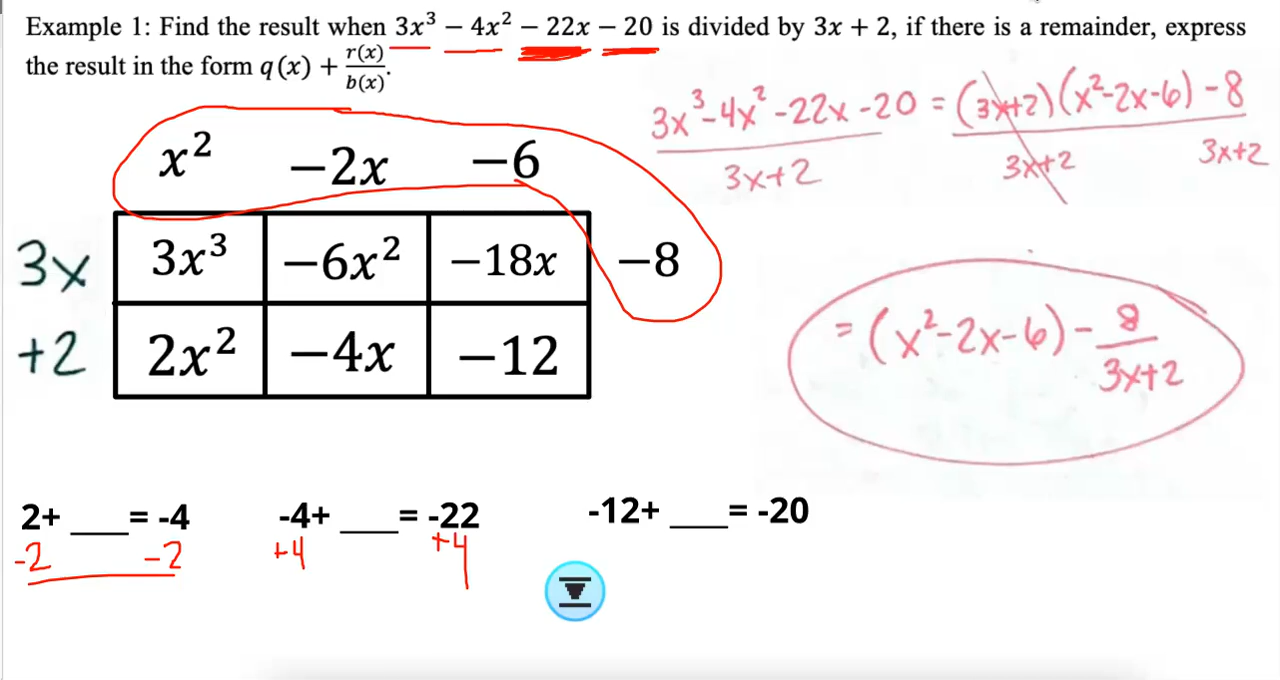 Example 1: Find the result when 3x³ − 4x² − 22x − 20 is divided by 3x + 2, if there is a remainder, express
the result in the form q(x) + r(x)/b(x).
3x³-4x²-22x-20 = (3x+2)(x²-2x-6) -8
3x+2 3x+2 3x+2
x² −2x −6
3x 3x³ −6x² −18x −8
+2 2x² −4x −12
= (x²-2x-6) - 8/3x+2
2+ ___= -4 -4+ ___= -22 -12+ ___= -20
-2 -2 +4 +4